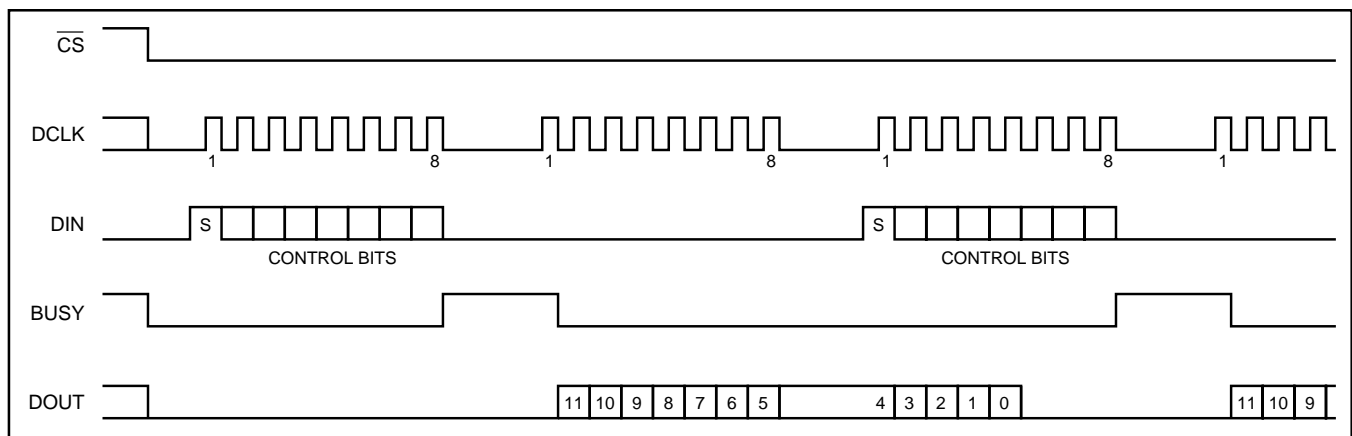 CS
DCLK
1 8 1 8 1 8 1
DIN
S S
CONTROL BITS CONTROL BITS
BUSY
DOUT
11 10 9 8 7 6 5 4 3 2 1 0 11 10 9